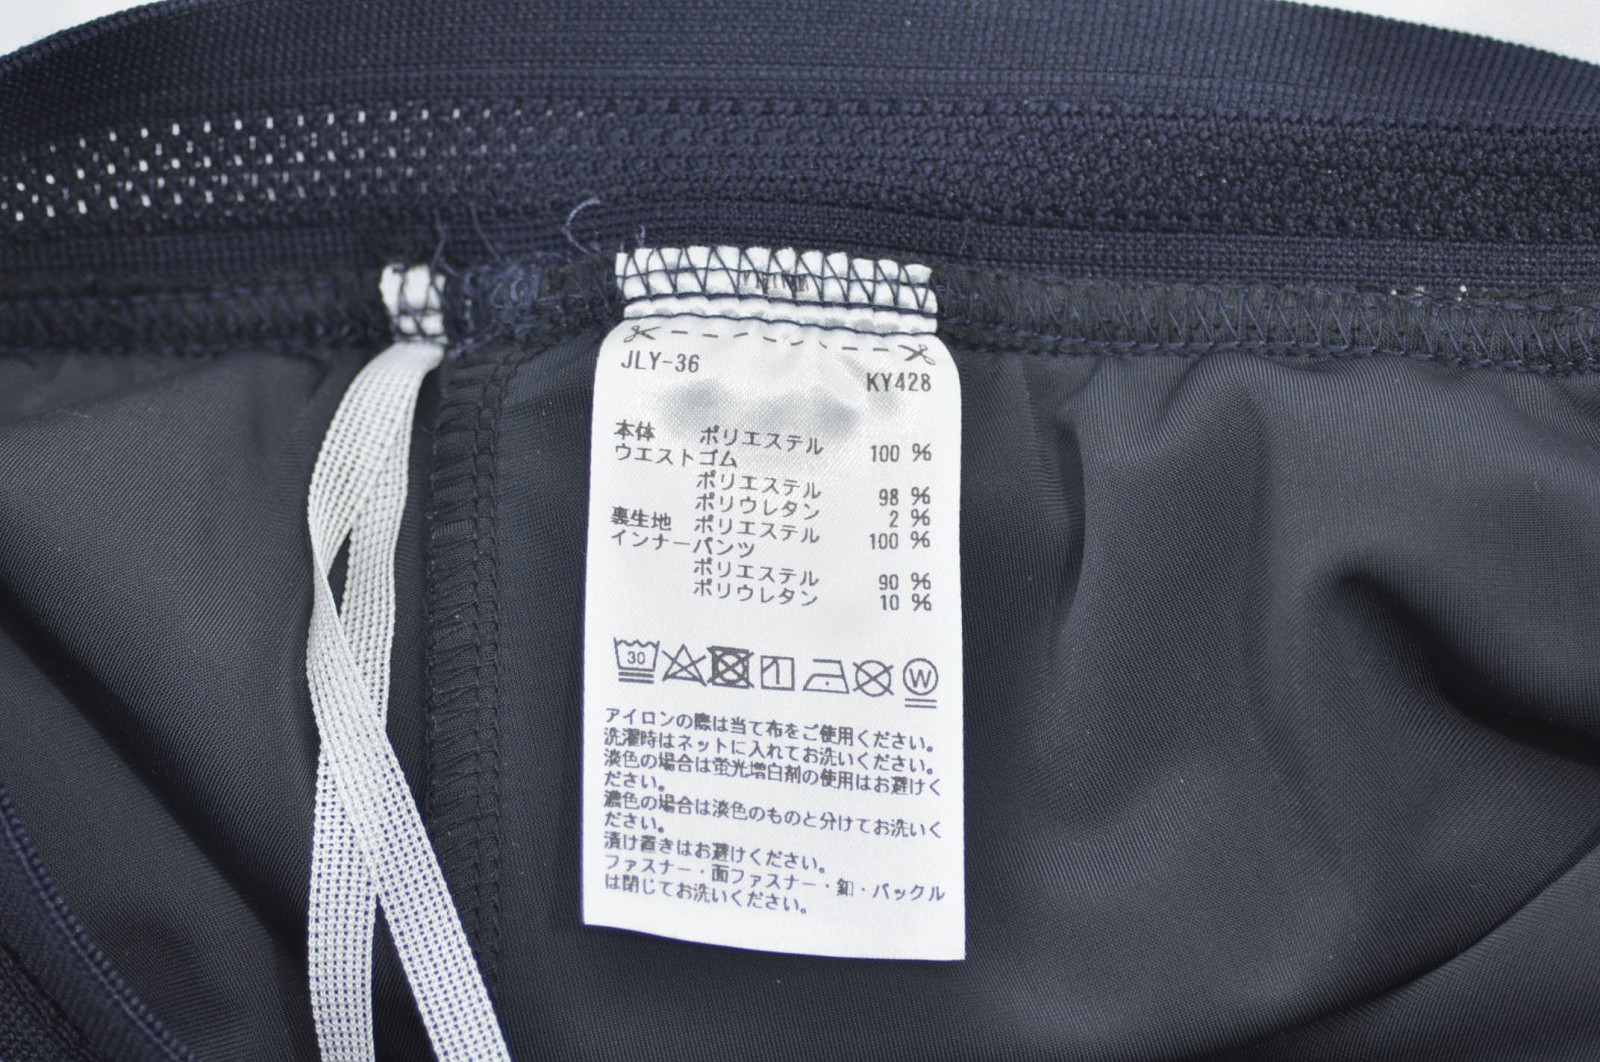 JLY-36
KY428
本体 ポリエステル 100 %
ウエストゴム
ポリエステル 98 %
ポリウレタン 2 %
裏生地 ポリエステル 100 %
インナーパンツ
ポリエステル 90 %
ポリウレタン 10 %
30 W
アイロンの際は当て布をご使用ください。
洗濯時はネットに入れてお洗いください。
淡色の場合は蛍光増白剤の使用はお避けく
ださい。
濃色の場合は淡色のものと分けてお洗いく
ださい。
漬け置きはお避けください。
ファスナー・面ファスナー・釦・バックル
は閉じてお洗いください。